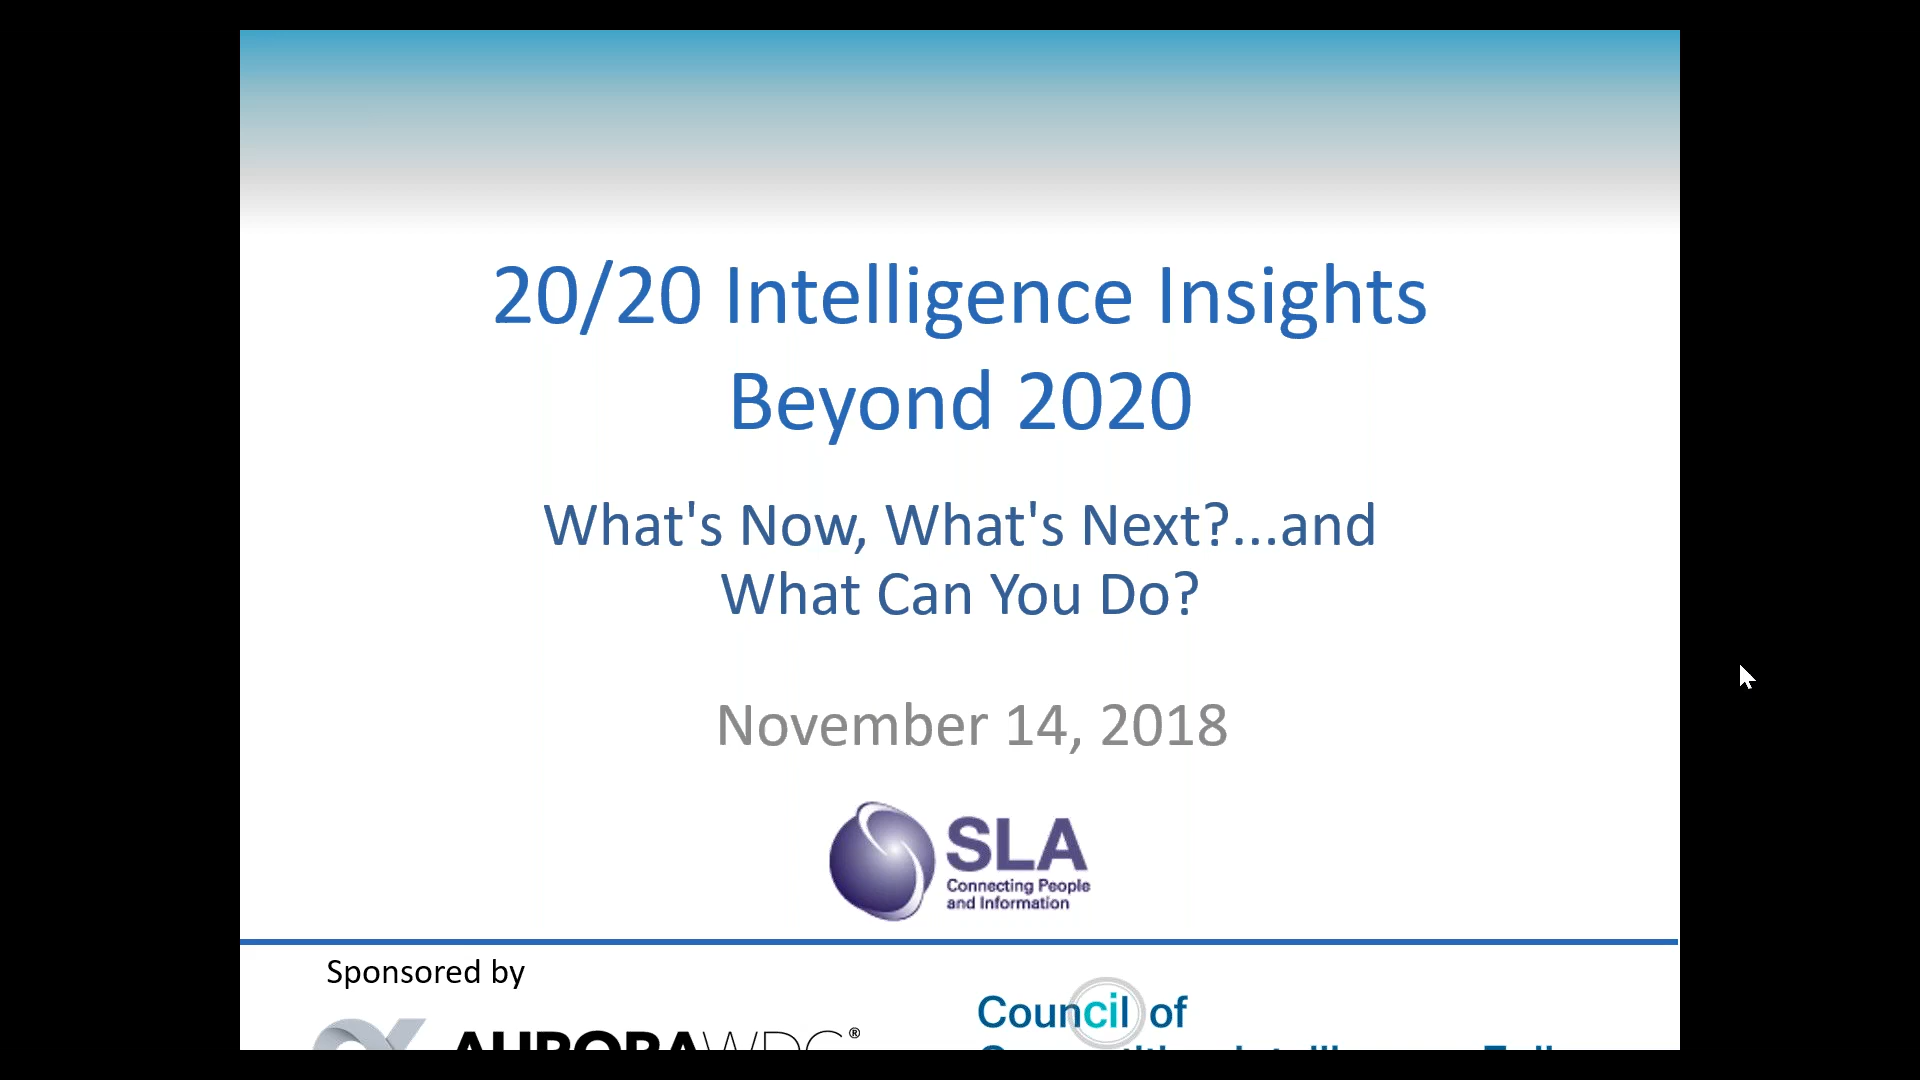 20/20 Intelligence Insights
Beyond 2020
What's Now, What's Next?...and
What Can You Do?
November 14, 2018
SLA
Connecting People
and Information
Sponsored by
AURORAWDC®
Council of